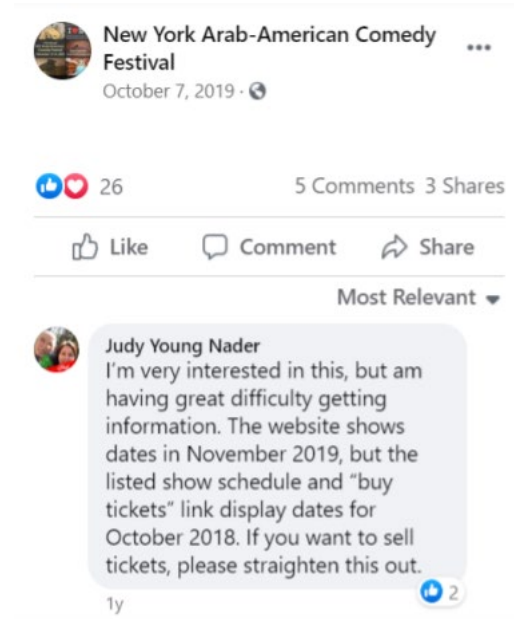 New York Arab-American Comedy
Festival
October 7, 2019 ·
26
5 Comments 3 Shares
Like Comment Share
Most Relevant
Judy Young Nader
I'm very interested in this, but am
having great difficulty getting
information. The website shows
dates in November 2019, but the
listed show schedule and “buy
tickets” link display dates for
October 2018. If you want to sell
tickets, please straighten this out.
2
1y